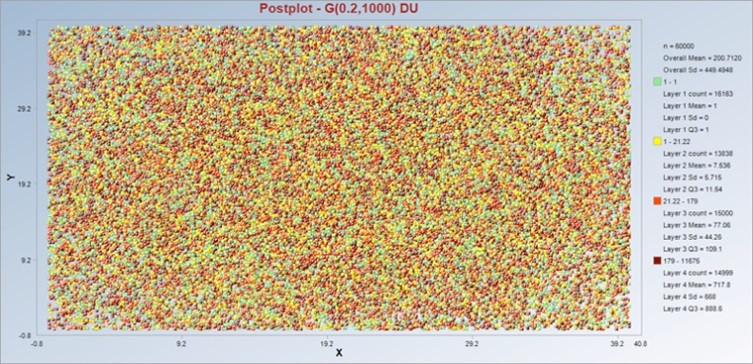 Postplot - G(0.2,1000) DU
39.2
29.2
19.2
9.2
-0.8
Y
-0.8
9.2
19.2
29.2
39.2
40.8
X
n = 60000
Overall Mean = 200.7120
Overall Sd = 449.4948
1 - 1
Layer 1 count = 16163
Layer 1 Mean = 1
Layer 1 Sd = 0
Layer 1 Q3 = 1
1 - 21.22
Layer 2 count = 13838
Layer 2 Mean = 7.536
Layer 2 Sd = 5.715
Layer 2 Q3 = 11.54
21.22 - 179
Layer 3 count = 15000
Layer 3 Mean = 77.06
Layer 3 Sd = 44.26
Layer 3 Q3 = 109.1
179 - 11675
Layer 4 count = 14999
Layer 4 Mean = 717.8
Layer 4 Sd = 668
Layer 4 Q3 = 888.6